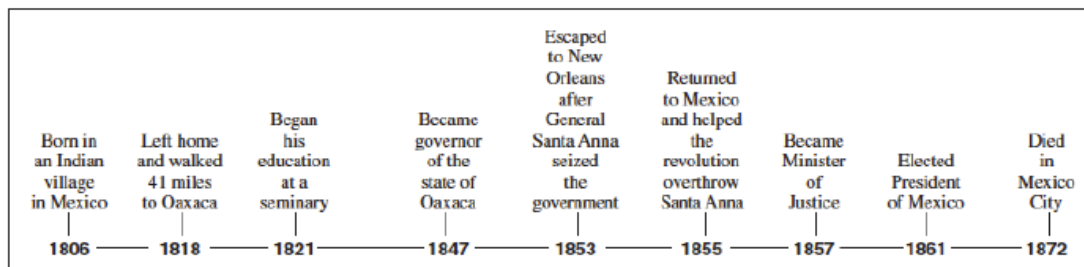 Born in
an Indian
village
in Mexico
1806
Left home
and walked
41 miles
to Oaxaca
1818
Began
his
education
at a
seminary
1821
Became
governor
of the
state of
Oaxaca
1847
Escaped
to New
Orleans
after
General
Santa Anna
seized
the
government
1853
Returned
to Mexico
and helped
the
revolution
overthrow
Santa Anna
1855
Became
Minister
of
Justice
1857
Elected
President
of Mexico
1861
Died
in
Mexico
City
1872